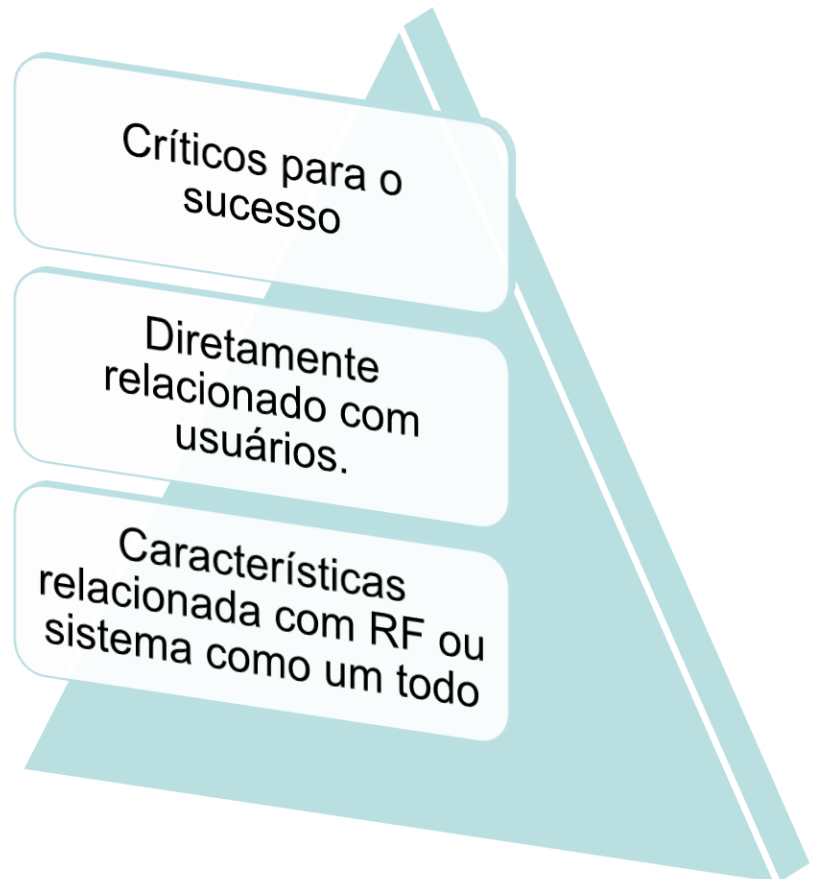 Críticos para o
sucesso
Diretamente
relacionado com
usuários.
Características
relacionada com RF ou
sistema como um todo